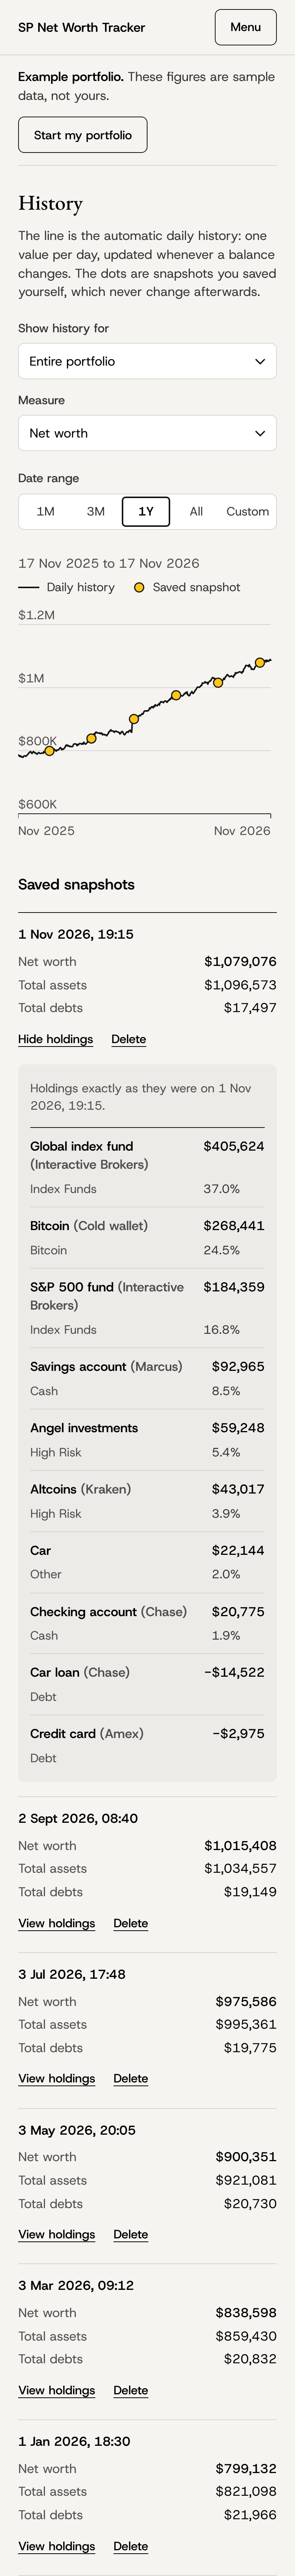 SP Net Worth Tracker
Menu
Example portfolio. These figures are sample
data, not yours.
Start my portfolio
History
The line is the automatic daily history: one
value per day, updated whenever a balance
changes. The dots are snapshots you saved
yourself, which never change afterwards.
Show history for
Entire portfolio
Measure
Net worth
Date range
1M 3M 1Y All Custom
17 Nov 2025 to 17 Nov 2026
Daily history Saved snapshot
$1.2M
$1M
$800K
$600K
Nov 2025 Nov 2026
Saved snapshots
1 Nov 2026, 19:15
Net worth $1,079,076
Total assets $1,096,573
Total debts $17,497
Hide holdings Delete
Holdings exactly as they were on 1 Nov
2026, 19:15.
Global index fund $405,624
(Interactive Brokers)
Index Funds 37.0%
Bitcoin (Cold wallet) $268,441
Bitcoin 24.5%
S&P 500 fund (Interactive $184,359
Brokers)
Index Funds 16.8%
Savings account (Marcus) $92,965
Cash 8.5%
Angel investments $59,248
High Risk 5.4%
Altcoins (Kraken) $43,017
High Risk 3.9%
Car $22,144
Other 2.0%
Checking account (Chase) $20,775
Cash 1.9%
Car loan (Chase) −$14,522
Debt
Credit card (Amex) −$2,975
Debt
2 Sept 2026, 08:40
Net worth $1,015,408
Total assets $1,034,557
Total debts $19,149
View holdings Delete
3 Jul 2026, 17:48
Net worth $975,586
Total assets $995,361
Total debts $19,775
View holdings Delete
3 May 2026, 20:05
Net worth $900,351
Total assets $921,081
Total debts $20,730
View holdings Delete
3 Mar 2026, 09:12
Net worth $838,598
Total assets $859,430
Total debts $20,832
View holdings Delete
1 Jan 2026, 18:30
Net worth $799,132
Total assets $821,098
Total debts $21,966
View holdings Delete